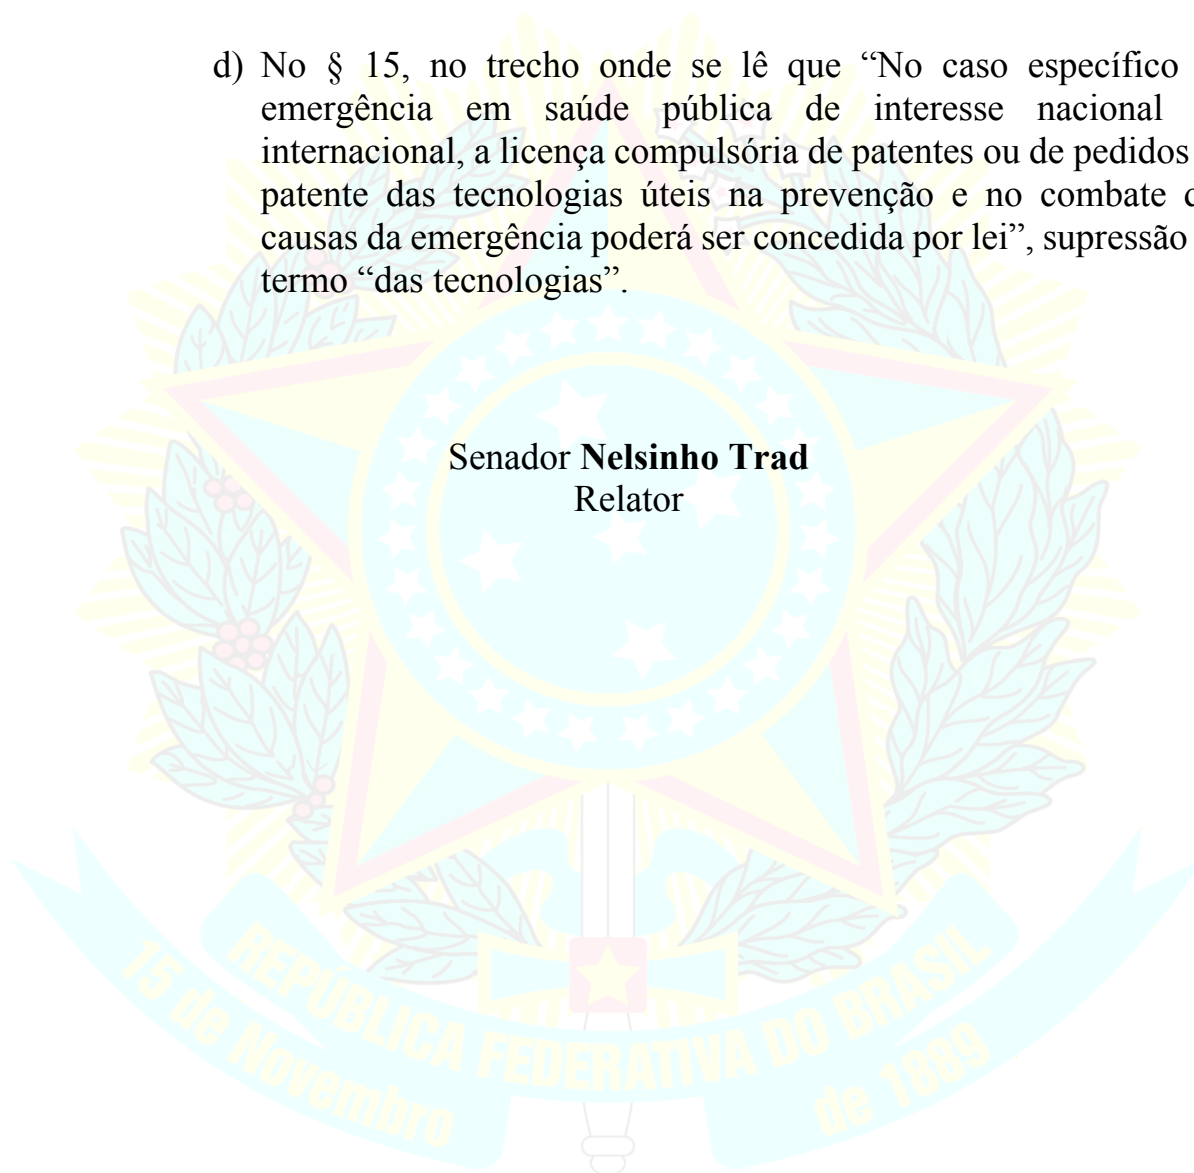 d) No § 15, no trecho onde se lê que “No caso específico
emergência em saúde pública de interesse nacional
internacional, a licença compulsória de patentes ou de pedidos
patente das tecnologias úteis na prevenção e no combate
causas da emergência poderá ser concedida por lei”, supressão
termo “das tecnologias”.
Senador Nelsinho Trad
Relator
REPÚBLICA FEDERATIVA DO BRASIL
15 de Novembro
de 1889